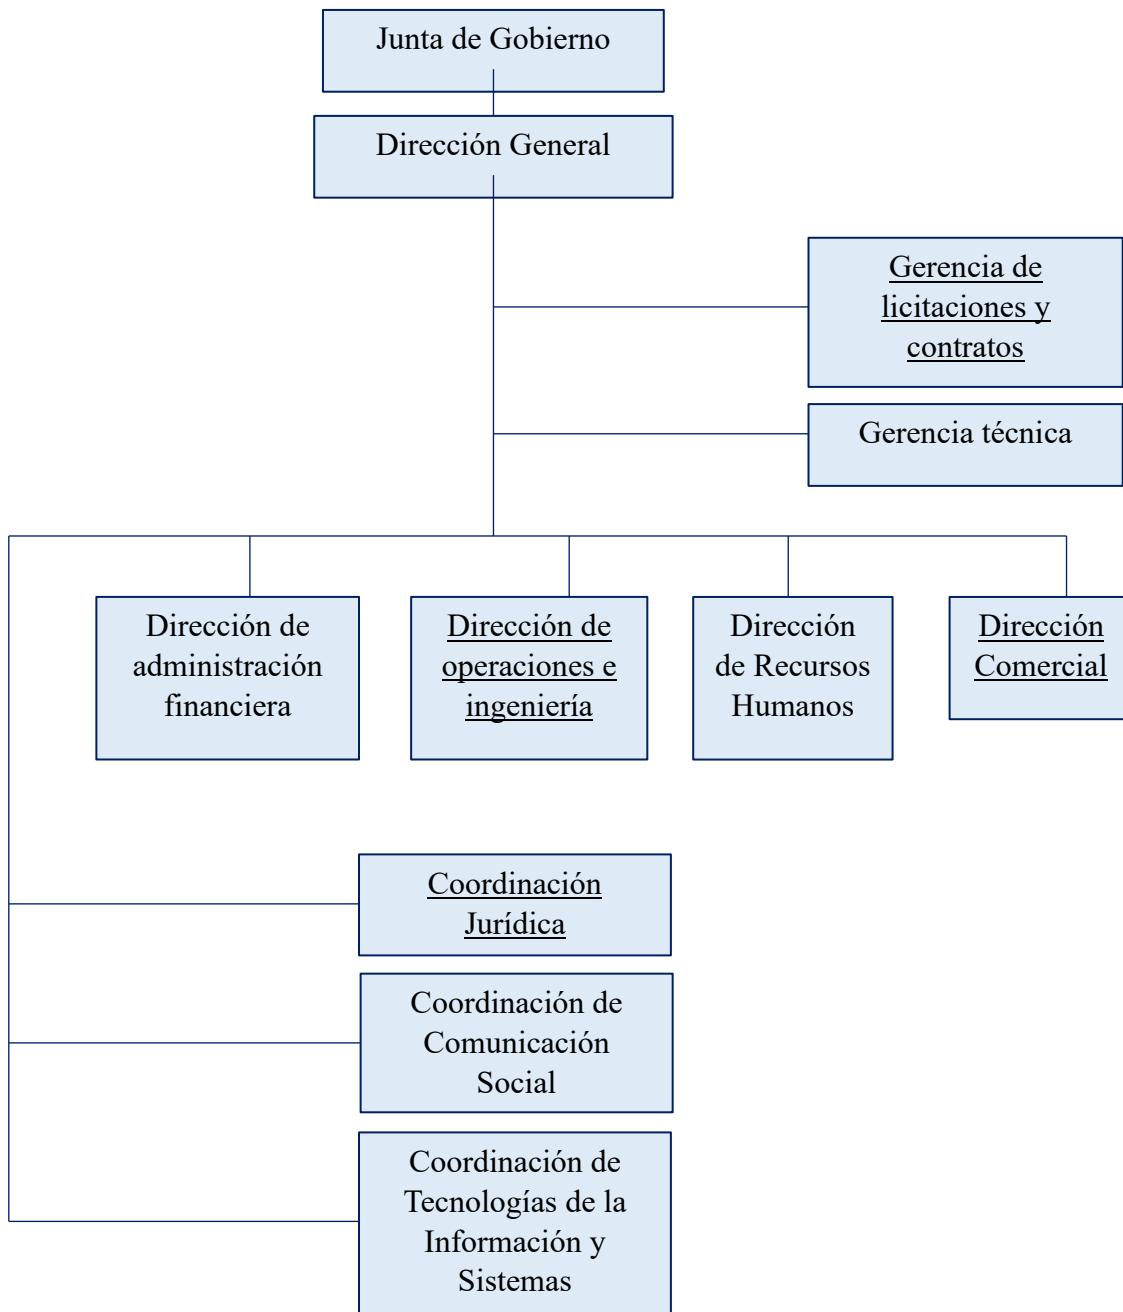 Junta de Gobierno
Dirección General
Gerencia de
licitaciones y
contratos
Gerencia técnica
Dirección de
administración
financiera
Dirección de
operaciones e
ingeniería
Dirección
de Recursos
Humanos
Dirección
Comercial
Coordinación
Jurídica
Coordinación de
Comunicación
Social
Coordinación de
Tecnologías de la
Información y
Sistemas